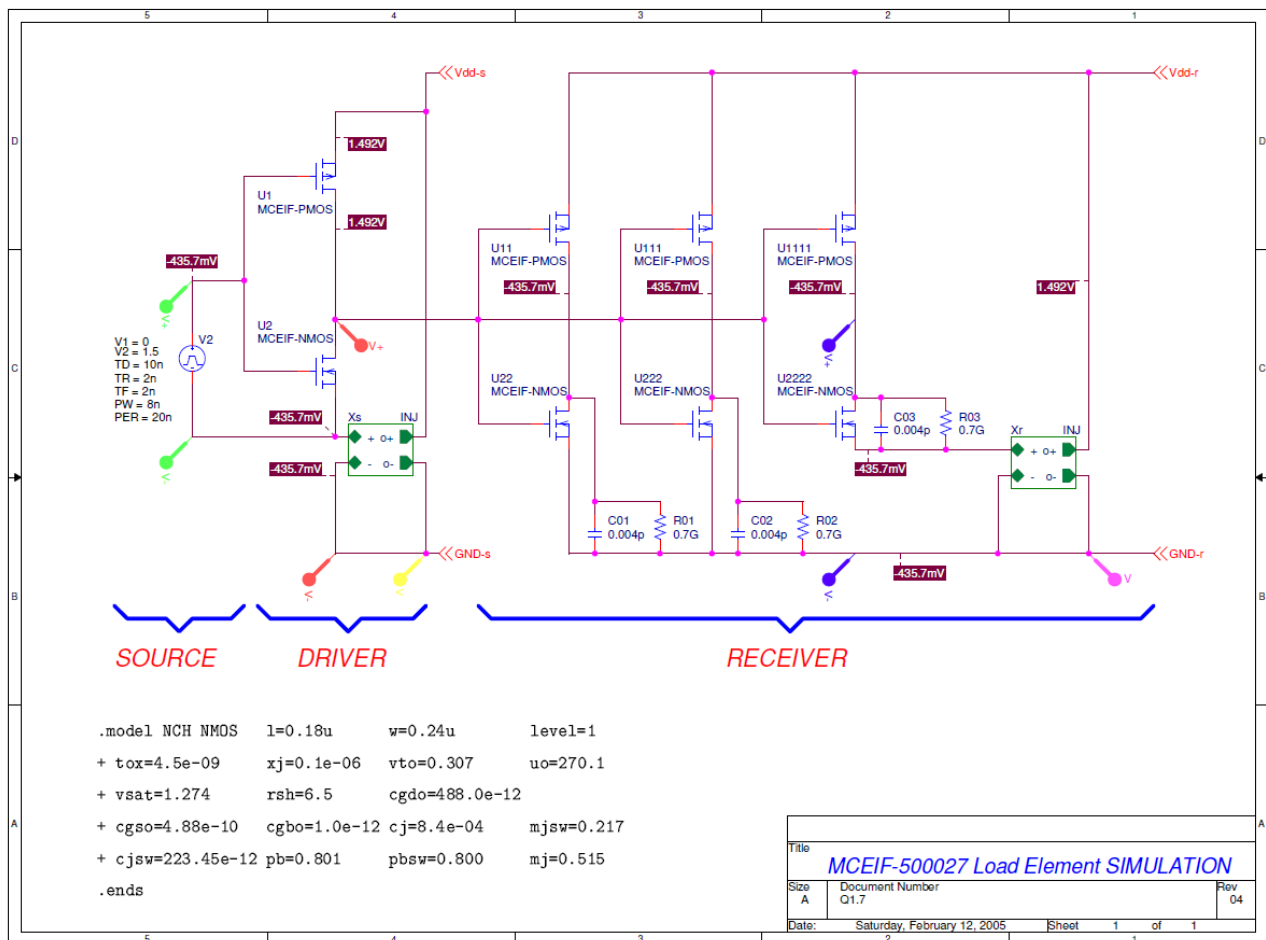 5 4 3 2 1
D
D
C
C
B
B
A
A
Vdd-s
Vdd-r
1.492V
U1
MCEIF-PMOS
1.492V
-435.7mV
V+
V1 = 0
V2 = 1.5
TD = 10n
TR = 2n
TF = 2n
PW = 8n
PER = 20n
V2
V-
U2
MCEIF-NMOS
V+
-435.7mV
-435.7mV
Xs INJ
+ o+
- o-
GND-s
V-
V-
U11
MCEIF-PMOS
-435.7mV
U111
MCEIF-PMOS
-435.7mV
U1111
MCEIF-PMOS
-435.7mV
1.492V
V+
U22
MCEIF-NMOS
U222
MCEIF-NMOS
U2222
MCEIF-NMOS
C03
0.004p
R03
0.7G
-435.7mV
Xr INJ
+ o+
- o-
C01
0.004p
R01
0.7G
C02
0.004p
R02
0.7G
-435.7mV
GND-r
V-
V
SOURCE DRIVER RECEIVER
.model NCH NMOS l=0.18u w=0.24u level=1
+ tox=4.5e-09 xj=0.1e-06 vto=0.307 uo=270.1
+ vsat=1.274 rsh=6.5 cgdo=488.0e-12
+ cgso=4.88e-10 cgbo=1.0e-12 cj=8.4e-04 mjsw=0.217
+ cjsw=223.45e-12 pb=0.801 pbsw=0.800 mj=0.515
.ends
Title
MCEIF-500027 Load Element SIMULATION
Size Document Number Rev
A Q1.7 04
Date: Saturday, February 12, 2005 Sheet 1 of 1
5 4 3 2 1